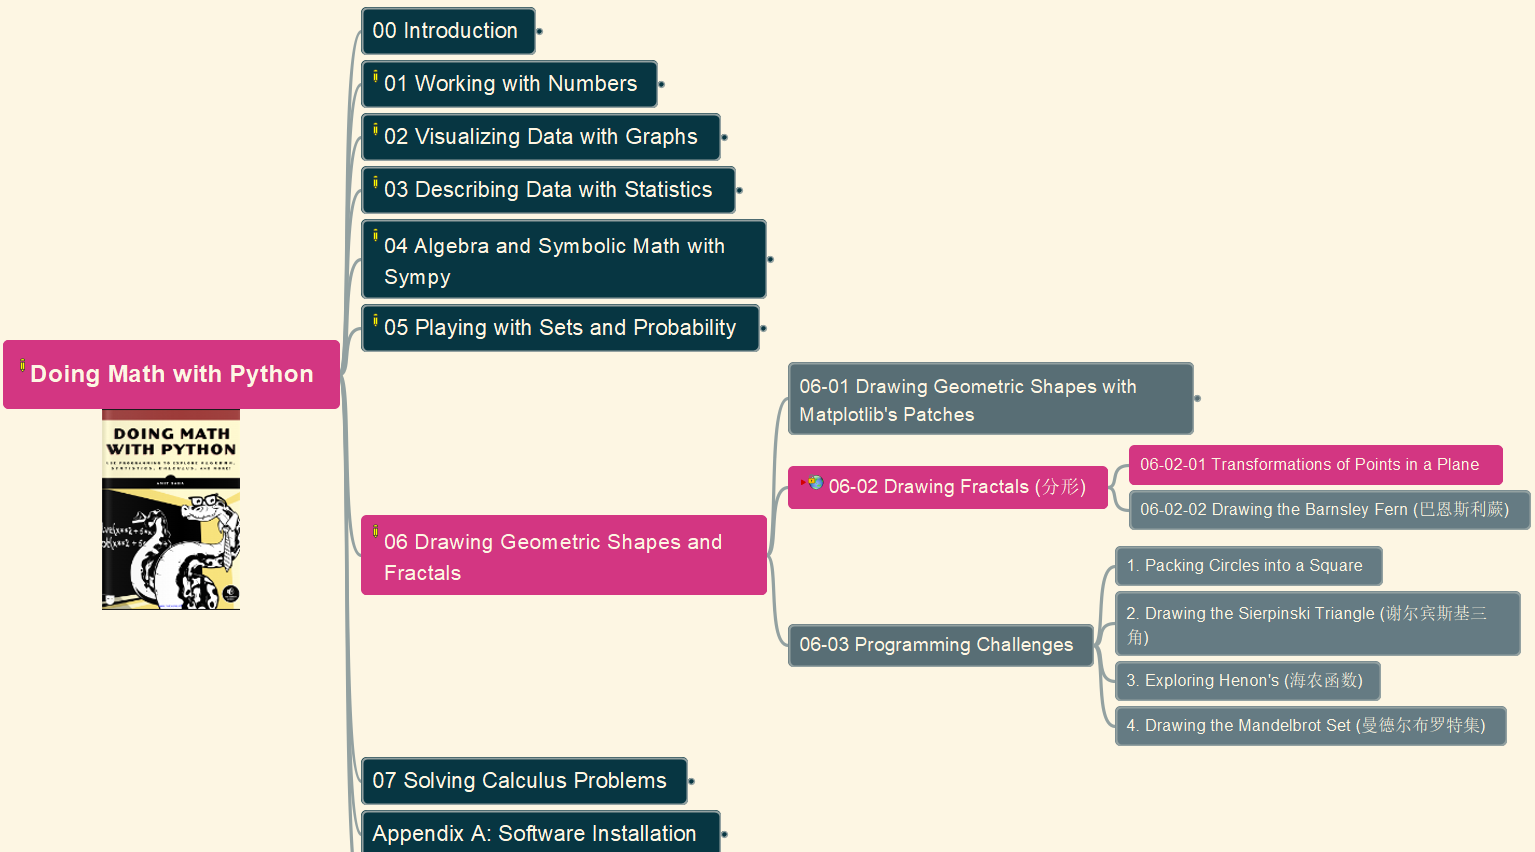 00 Introduction
01 Working with Numbers
02 Visualizing Data with Graphs
03 Describing Data with Statistics
04 Algebra and Symbolic Math with
Sympy
05 Playing with Sets and Probability
Doing Math with Python
DOING MATH
WITH PYTHON
06 Drawing Geometric Shapes and
Fractals
06-01 Drawing Geometric Shapes with
Matplotlib's Patches
06-02 Drawing Fractals (分形)
06-02-01 Transformations of Points in a Plane
06-02-02 Drawing the Barnsley Fern (巴恩斯利蕨)
06-03 Programming Challenges
1. Packing Circles into a Square
2. Drawing the Sierpinski Triangle (谢尔宾斯基三
角)
3. Exploring Henon's (海农函数)
4. Drawing the Mandelbrot Set (曼德尔布罗特集)
07 Solving Calculus Problems
Appendix A: Software Installation